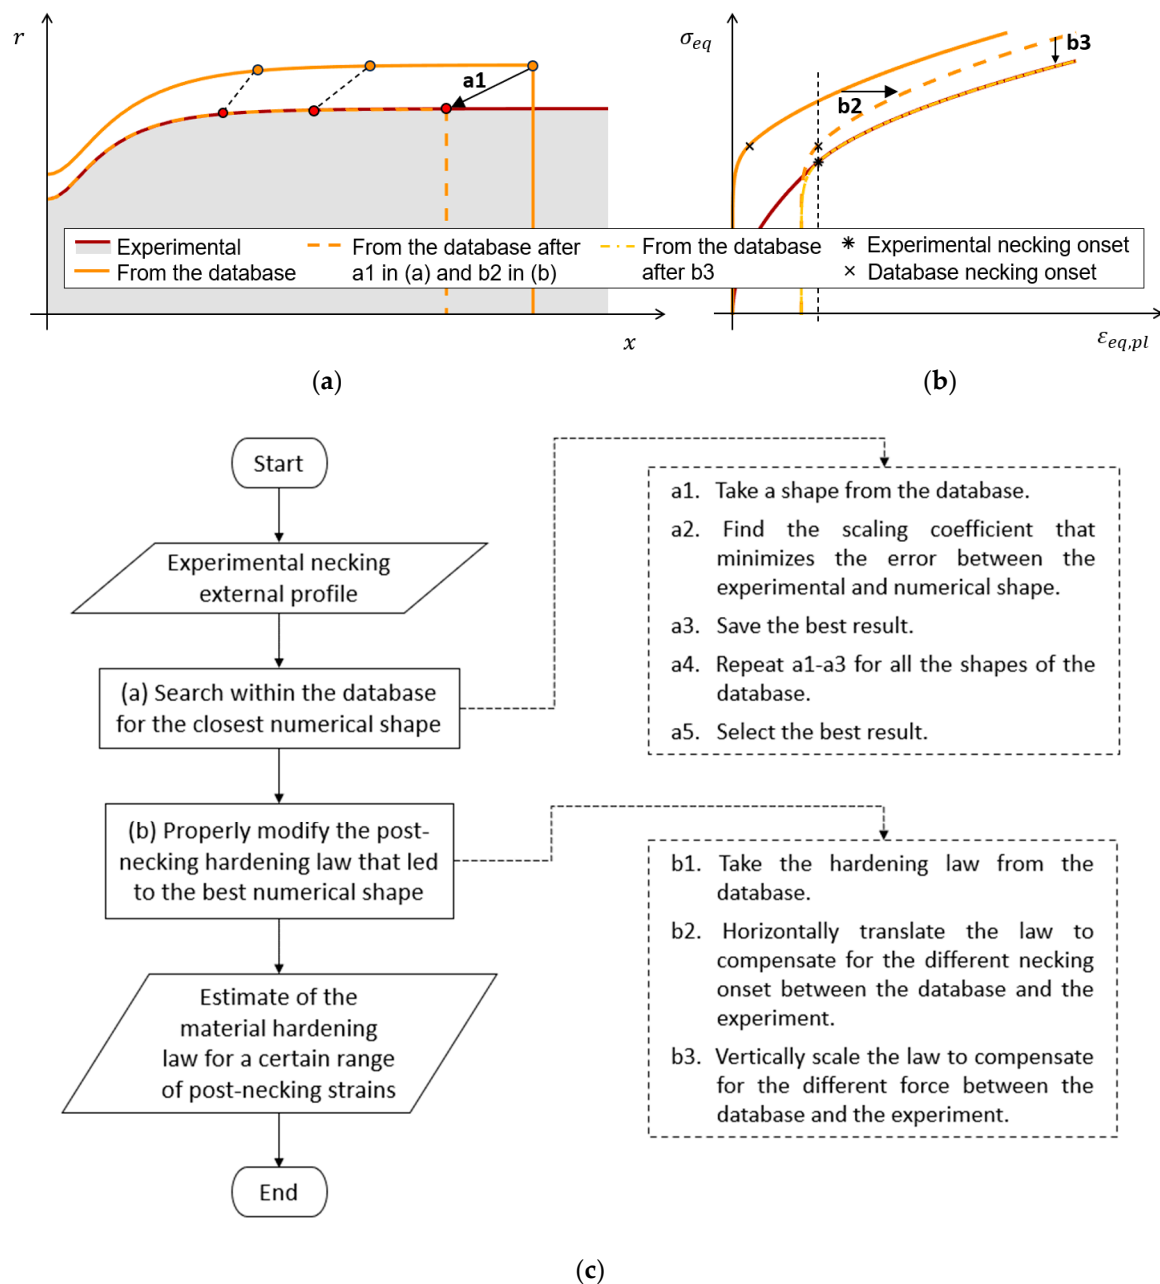 r
a1
x
(a)
σeq
b3
b2
εeq,pl
(b)
Experimental
From the database
From the database after
a1 in (a) and b2 in (b)
From the database
after b3
Experimental necking onset
Database necking onset
Start
Experimental necking
external profile
(a) Search within the database
for the closest numerical shape
(b) Properly modify the post-
necking hardening law that led
to the best numerical shape
Estimate of the
material hardening
law for a certain range
of post-necking strains
End
a1. Take a shape from the database.
a2. Find the scaling coefficient that
minimizes the error between the
experimental and numerical shape.
a3. Save the best result.
a4. Repeat a1-a3 for all the shapes of the
database.
a5. Select the best result.
b1. Take the hardening law from the
database.
b2. Horizontally translate the law to
compensate for the different necking
onset between the database and the
experiment.
b3. Vertically scale the law to compensate
for the different force between the
database and the experiment.
(c)